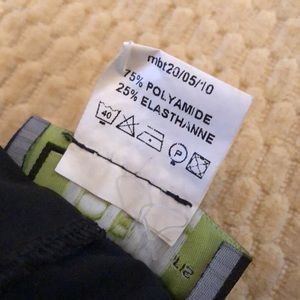 mbt20/05/10
75% POLYAMIDE
25% ELASTHANNE
40 P